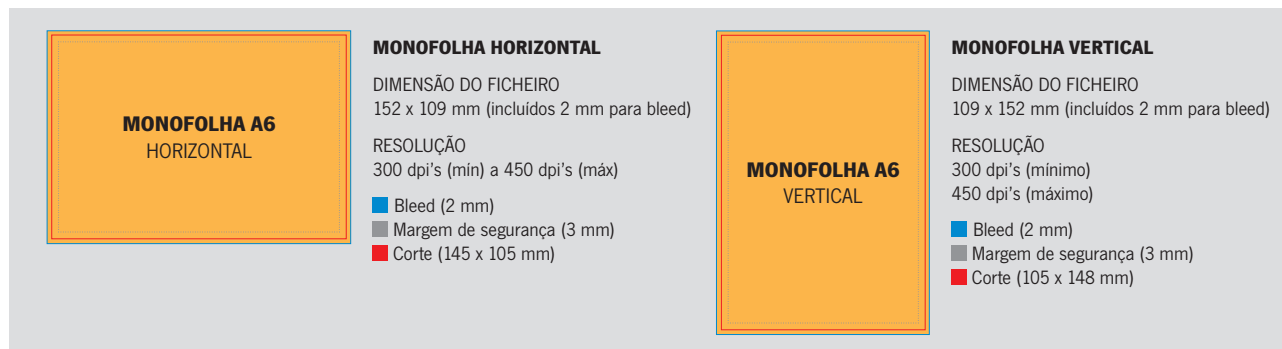 MONOFOLHA A6
HORIZONTAL
MONOFOLHA HORIZONTAL
DIMENSÃO DO FICHEIRO
152 x 109 mm (incluídos 2 mm para bleed)
RESOLUÇÃO
300 dpi's (mín) a 450 dpi's (máx)
Bleed (2 mm)
Margem de segurança (3 mm)
Corte (145 x 105 mm)
MONOFOLHA A6
VERTICAL
MONOFOLHA VERTICAL
DIMENSÃO DO FICHEIRO
109 x 152 mm (incluídos 2 mm para bleed)
RESOLUÇÃO
300 dpi's (mínimo)
450 dpi's (máximo)
Bleed (2 mm)
Margem de segurança (3 mm)
Corte (105 x 148 mm)